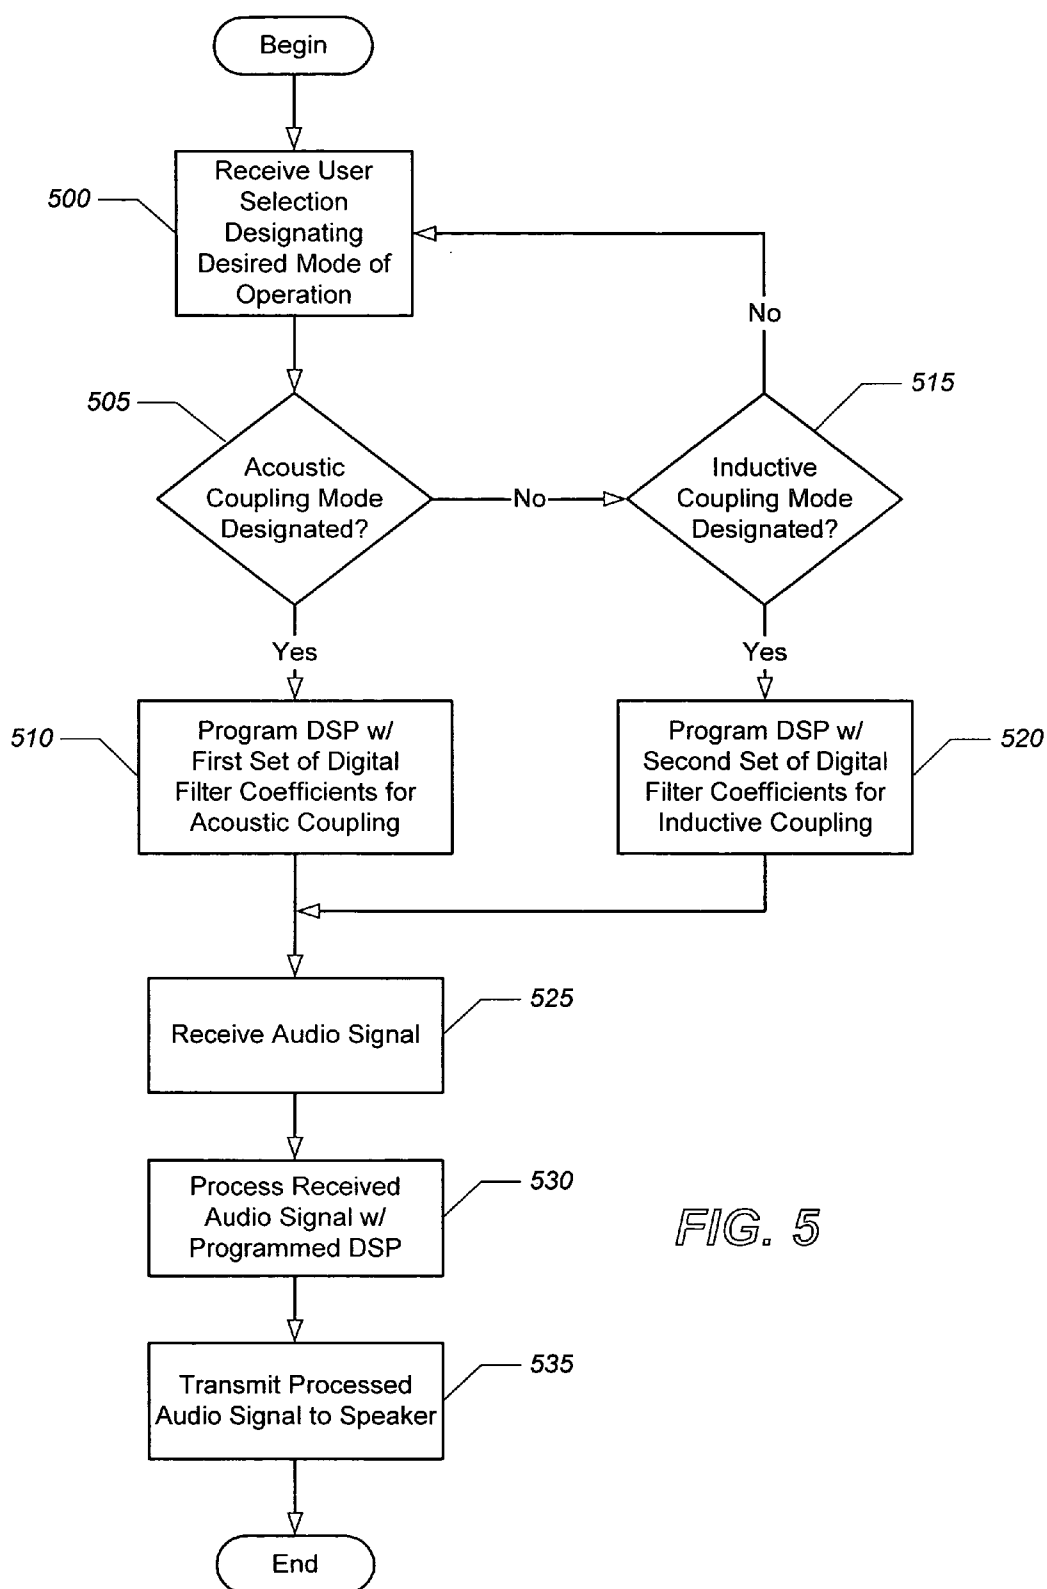 Begin
500
Receive User
Selection
Designating
Desired Mode of
Operation
No
505
515
Acoustic
Coupling Mode
Designated?
No
Inductive
Coupling Mode
Designated?
Yes
Yes
510
Program DSP w/
First Set of Digital
Filter Coefficients for
Acoustic Coupling
Program DSP w/
Second Set of Digital
Filter Coefficients for
Inductive Coupling
520
Receive Audio Signal
525
Process Received
Audio Signal w/
Programmed DSP
530
FIG. 5
Transmit Processed
Audio Signal to Speaker
535
End